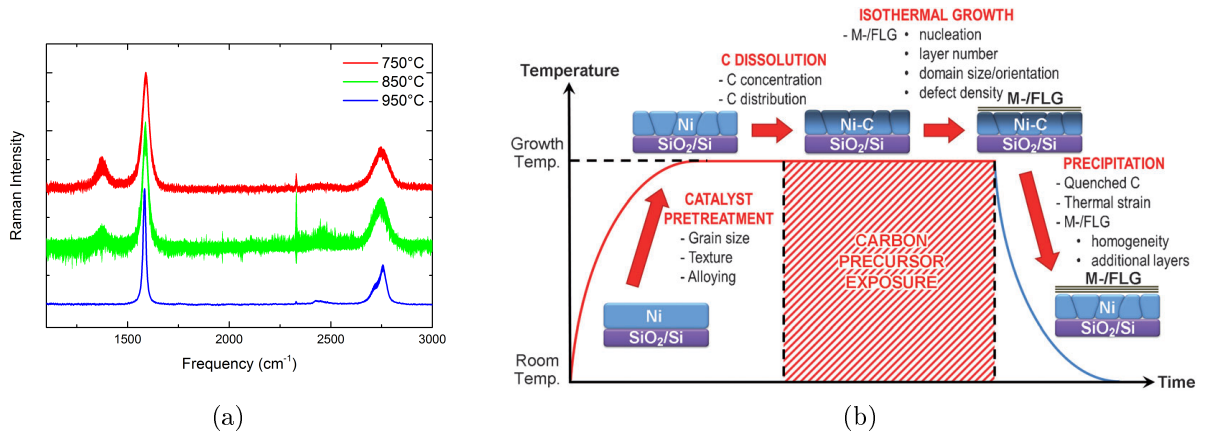 Raman Intensity
750°C
850°C
950°C
1500
2000
2500
3000
Frequency (cm⁻¹)
(a)
Temperature
Growth
Temp.
Room
Temp.
Time
CATALYST
PRETREATMENT
- Grain size
- Texture
- Alloying
Ni
SiO₂/Si
Ni
SiO₂/Si
C DISSOLUTION
- C concentration
- C distribution
Ni-C
SiO₂/Si
ISOTHERMAL GROWTH
- M-/FLG • nucleation
• layer number
• domain size/orientation
• defect density
M-/FLG
Ni-C
SiO₂/Si
CARBON
PRECURSOR
EXPOSURE
PRECIPITATION
- Quenched C
- Thermal strain
- M-/FLG
• homogeneity
• additional layers
M-/FLG
Ni
SiO₂/Si
(b)